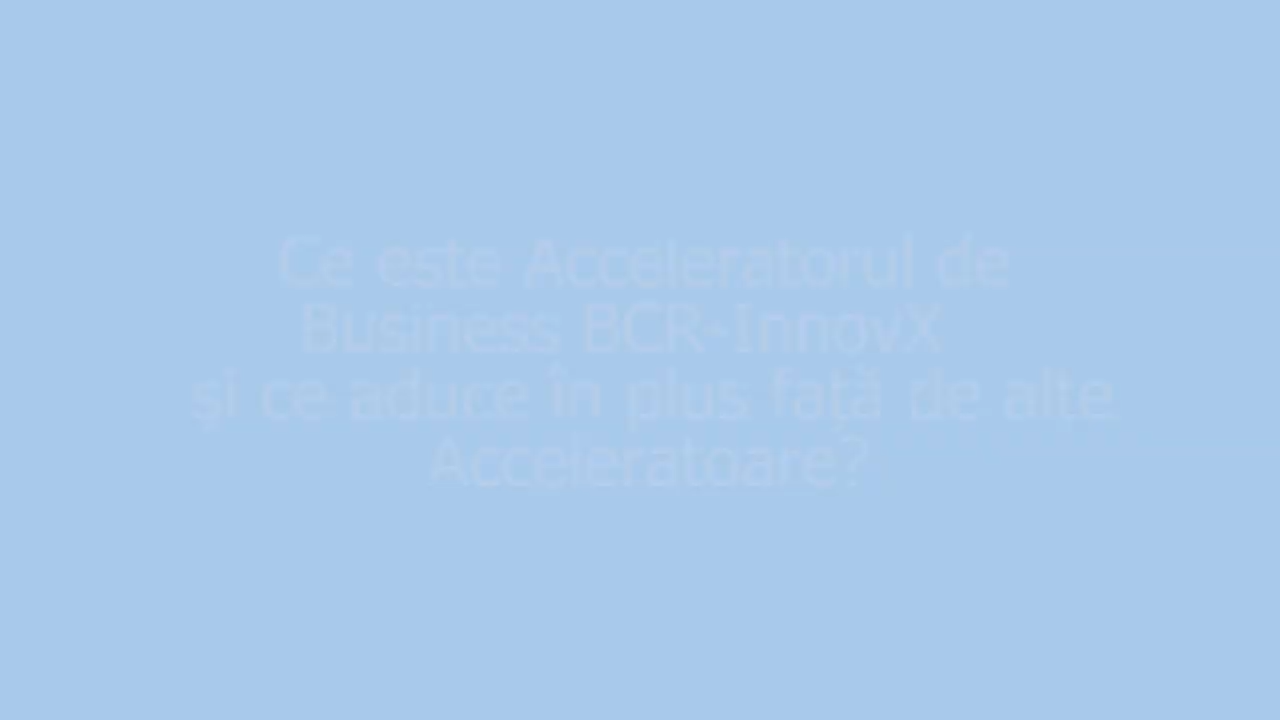 Ce este Acceleratorul de
Business BCR-InnovX
şi ce aduce în plus faţă de alte
Acceleratoare?